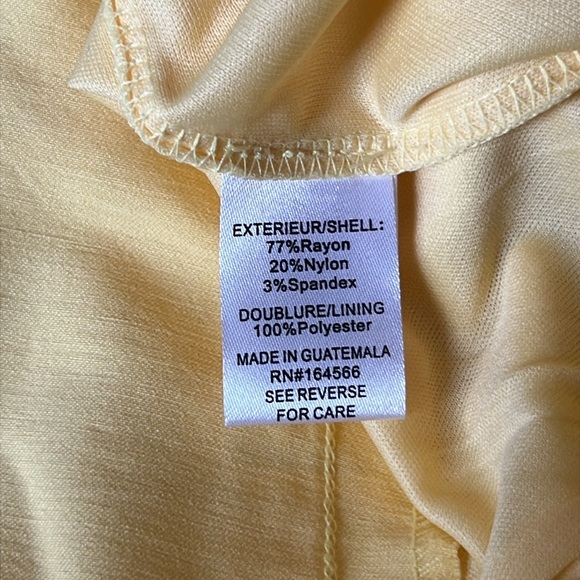 EXTERIEUR/SHELL:
77%Rayon
20%Nylon
3%Spandex
DOUBLURE/LINING
100%Polyester
MADE IN GUATEMALA
RN#164566
SEE REVERSE
FOR CARE